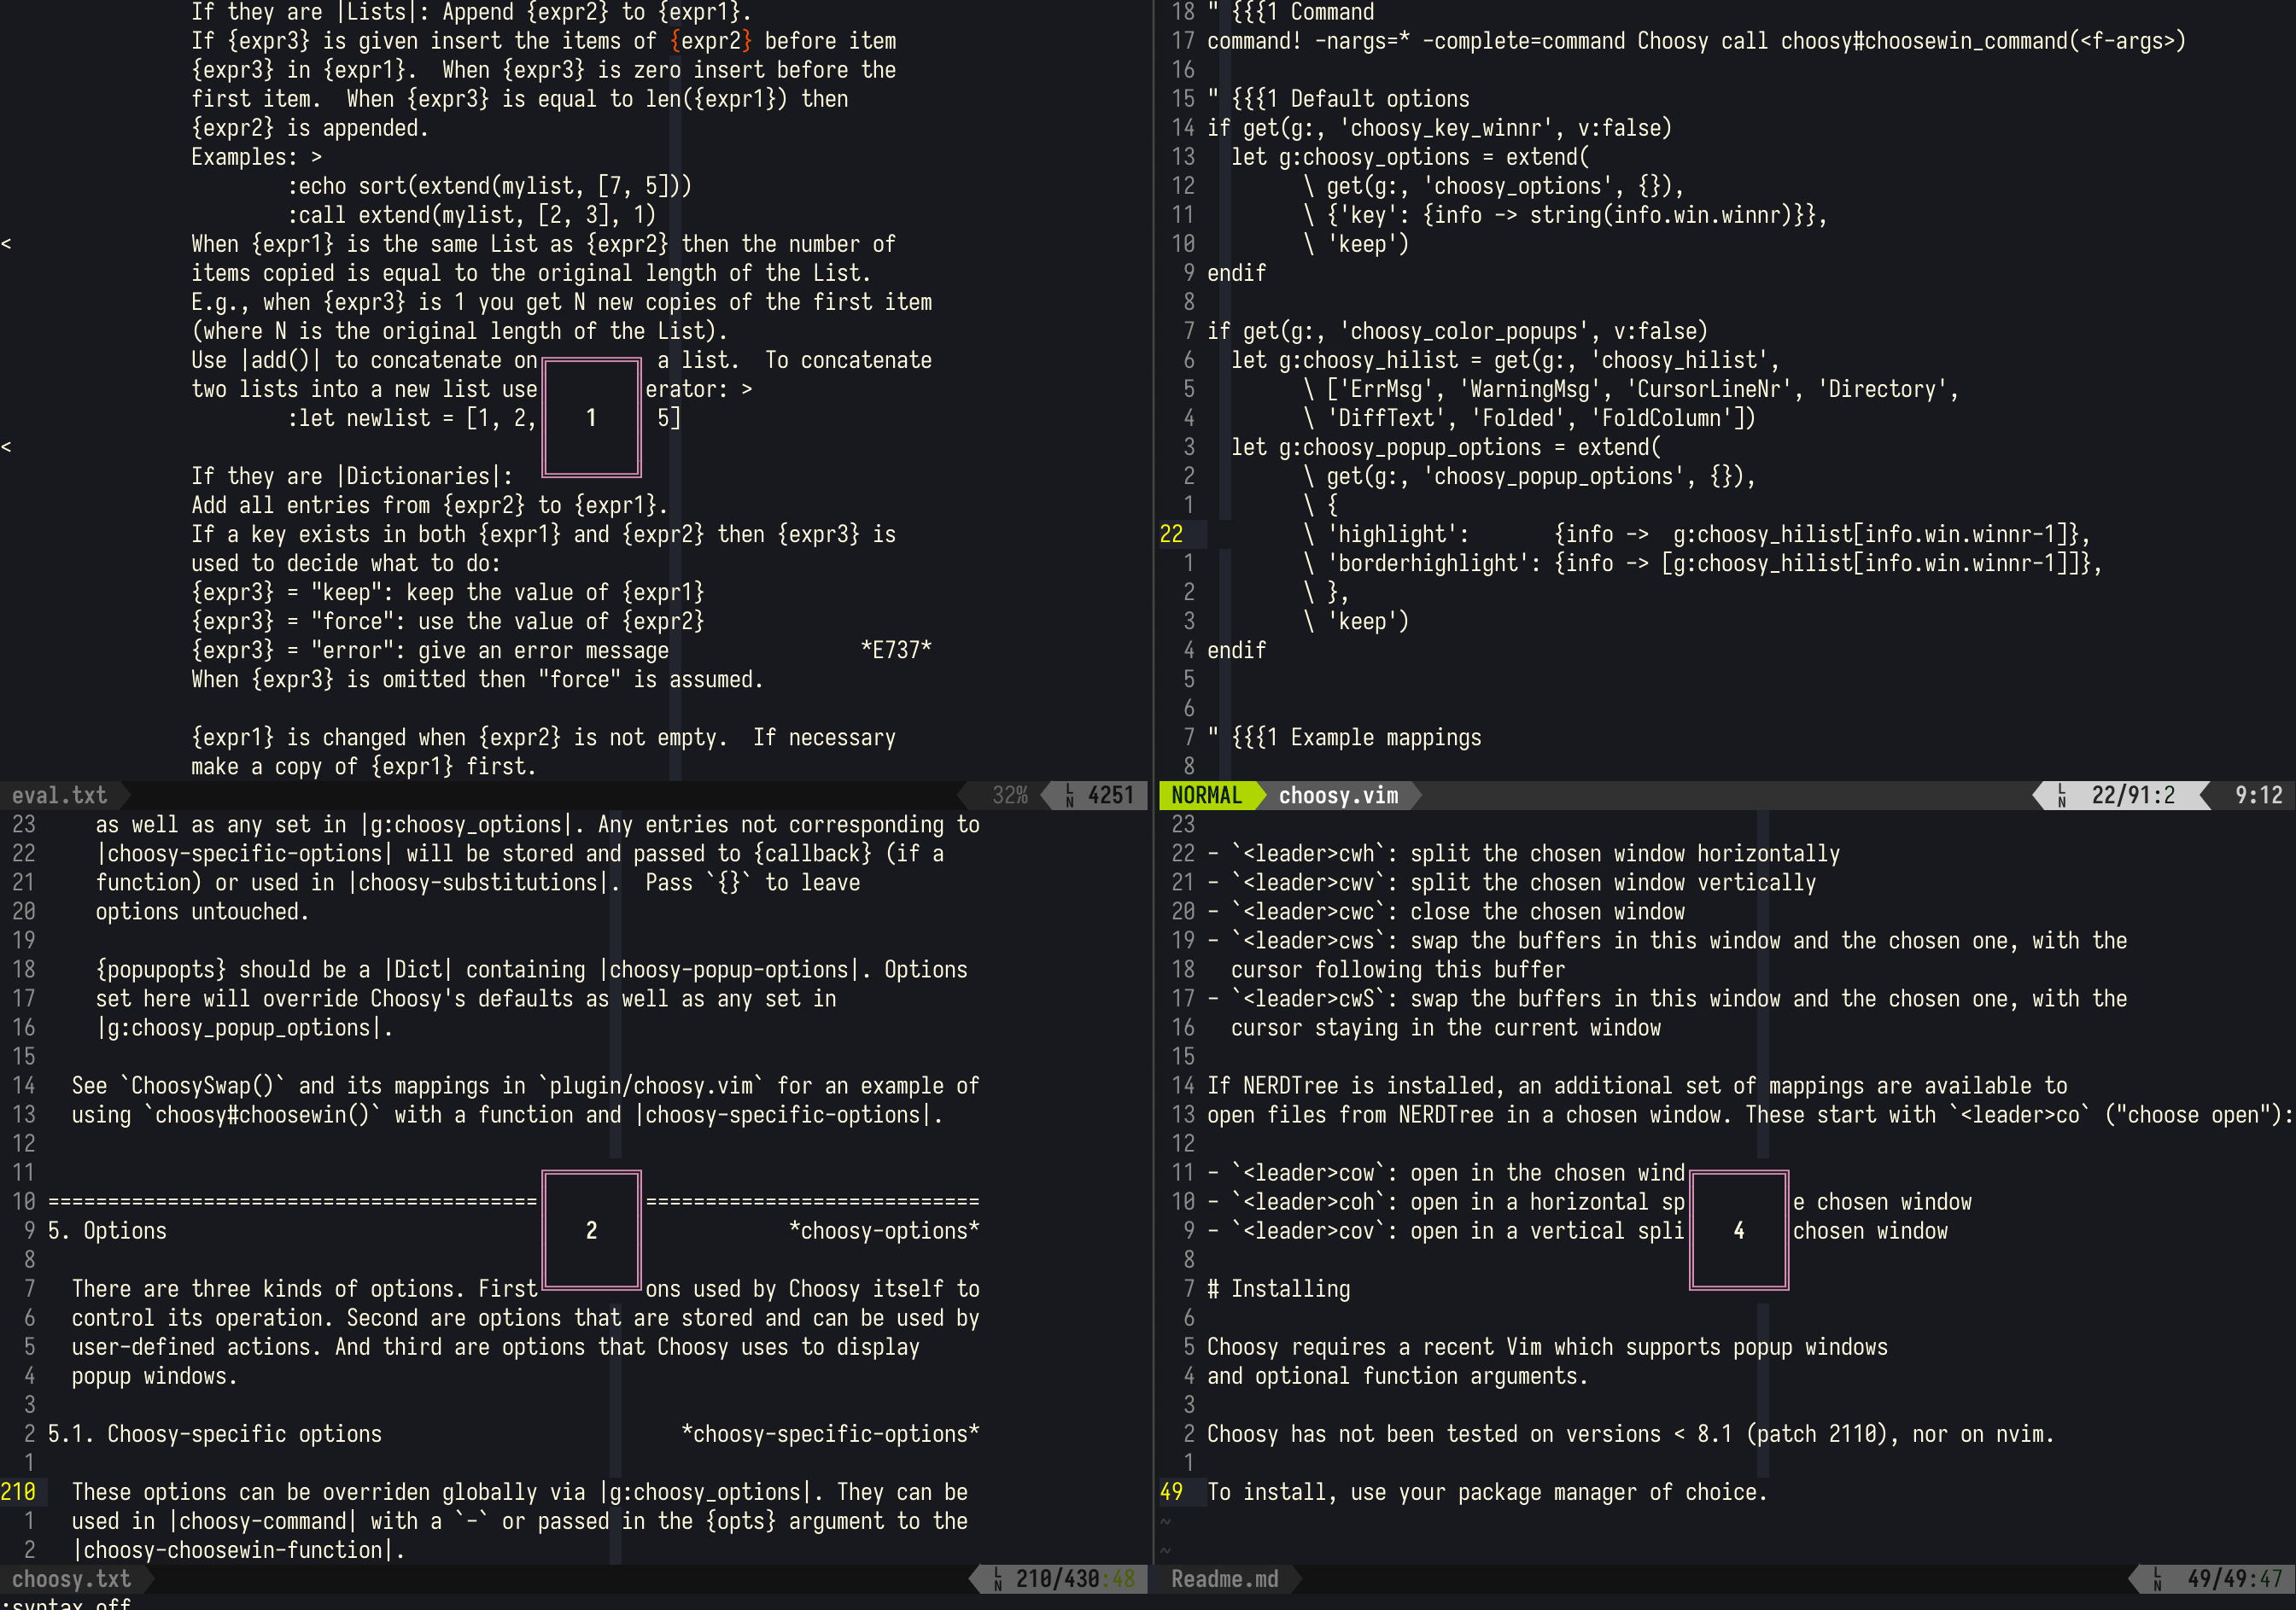 If they are |Lists|: Append {expr2} to {expr1}.
If {expr3} is given insert the items of {expr2} before item
{expr3} in {expr1}.  When {expr3} is zero insert before the
first item.  When {expr3} is equal to len({expr1}) then
{expr2} is appended.
Examples: >
:echo sort(extend(mylist, [7, 5]))
:call extend(mylist, [2, 3], 1)
< When {expr1} is the same List as {expr2} then the number of
items copied is equal to the original length of the List.
E.g., when {expr3} is 1 you get N new copies of the first item
(where N is the original length of the List).
Use |add()| to concatenate on a list.  To concatenate
two lists into a new list use erator: >
:let newlist = [1, 2, 1 5]
<
If they are |Dictionaries|:
Add all entries from {expr2} to {expr1}.
If a key exists in both {expr1} and {expr2} then {expr3} is
used to decide what to do:
{expr3} = "keep": keep the value of {expr1}
{expr3} = "force": use the value of {expr2}
{expr3} = "error": give an error message *E737*
When {expr3} is omitted then "force" is assumed.
{expr1} is changed when {expr2} is not empty.  If necessary
make a copy of {expr1} first.
eval.txt 32% LN 4251
18 " {{{1 Command
17 command! -nargs=* -complete=command Choosy call choosy#choosewin_command(<f-args>)
16
15 " {{{1 Default options
14 if get(g:, 'choosy_key_winnr', v:false)
13 let g:choosy_options = extend(
12 \ get(g:, 'choosy_options', {}),
11 \ {'key': {info -> string(info.win.winnr)}},
10 \ 'keep')
9 endif
8
7 if get(g:, 'choosy_color_popups', v:false)
6 let g:choosy_hilist = get(g:, 'choosy_hilist',
5 \ ['ErrMsg', 'WarningMsg', 'CursorLineNr', 'Directory',
4 \ 'DiffText', 'Folded', 'FoldColumn'])
3 let g:choosy_popup_options = extend(
2 \ get(g:, 'choosy_popup_options', {}),
1 \ {
22 \ 'highlight': {info -> g:choosy_hilist[info.win.winnr-1]},
1 \ 'borderhighlight': {info -> [g:choosy_hilist[info.win.winnr-1]]},
2 \ },
3 \ 'keep')
4 endif
5
6
7 " {{{1 Example mappings
8
NORMAL choosy.vim LN 22/91:2 9:12
23 as well as any set in |g:choosy_options|. Any entries not corresponding to
22 |choosy-specific-options| will be stored and passed to {callback} (if a
21 function) or used in |choosy-substitutions|.  Pass `{}` to leave
20 options untouched.
19
18 {popupopts} should be a |Dict| containing |choosy-popup-options|. Options
17 set here will override Choosy's defaults as well as any set in
16 |g:choosy_popup_options|.
15
14 See `ChoosySwap()` and its mappings in `plugin/choosy.vim` for an example of
13 using `choosy#choosewin()` with a function and |choosy-specific-options|.
12
11
10 ========================================= ============================
9 5. Options 2 *choosy-options*
8
7 There are three kinds of options. First ons used by Choosy itself to
6 control its operation. Second are options that are stored and can be used by
5 user-defined actions. And third are options that Choosy uses to display
4 popup windows.
3
2 5.1. Choosy-specific options *choosy-specific-options*
1
210 These options can be overriden globally via |g:choosy_options|. They can be
1 used in |choosy-command| with a `-` or passed in the {opts} argument to the
2 |choosy-choosewin-function|.
choosy.txt LN 210/430:48
23
22 - `<leader>cwh`: split the chosen window horizontally
21 - `<leader>cwv`: split the chosen window vertically
20 - `<leader>cwc`: close the chosen window
19 - `<leader>cws`: swap the buffers in this window and the chosen one, with the
18 cursor following this buffer
17 - `<leader>cwS`: swap the buffers in this window and the chosen one, with the
16 cursor staying in the current window
15
14 If NERDTree is installed, an additional set of mappings are available to
13 open files from NERDTree in a chosen window. These start with `<leader>co` ("choose open"):
12
11 - `<leader>cow`: open in the chosen wind
10 - `<leader>coh`: open in a horizontal sp e chosen window
9 - `<leader>cov`: open in a vertical spli 4 chosen window
8
7 # Installing
6
5 Choosy requires a recent Vim which supports popup windows
4 and optional function arguments.
3
2 Choosy has not been tested on versions < 8.1 (patch 2110), nor on nvim.
1
49 To install, use your package manager of choice.
~
~
Readme.md LN 49/49:47
:syntax off